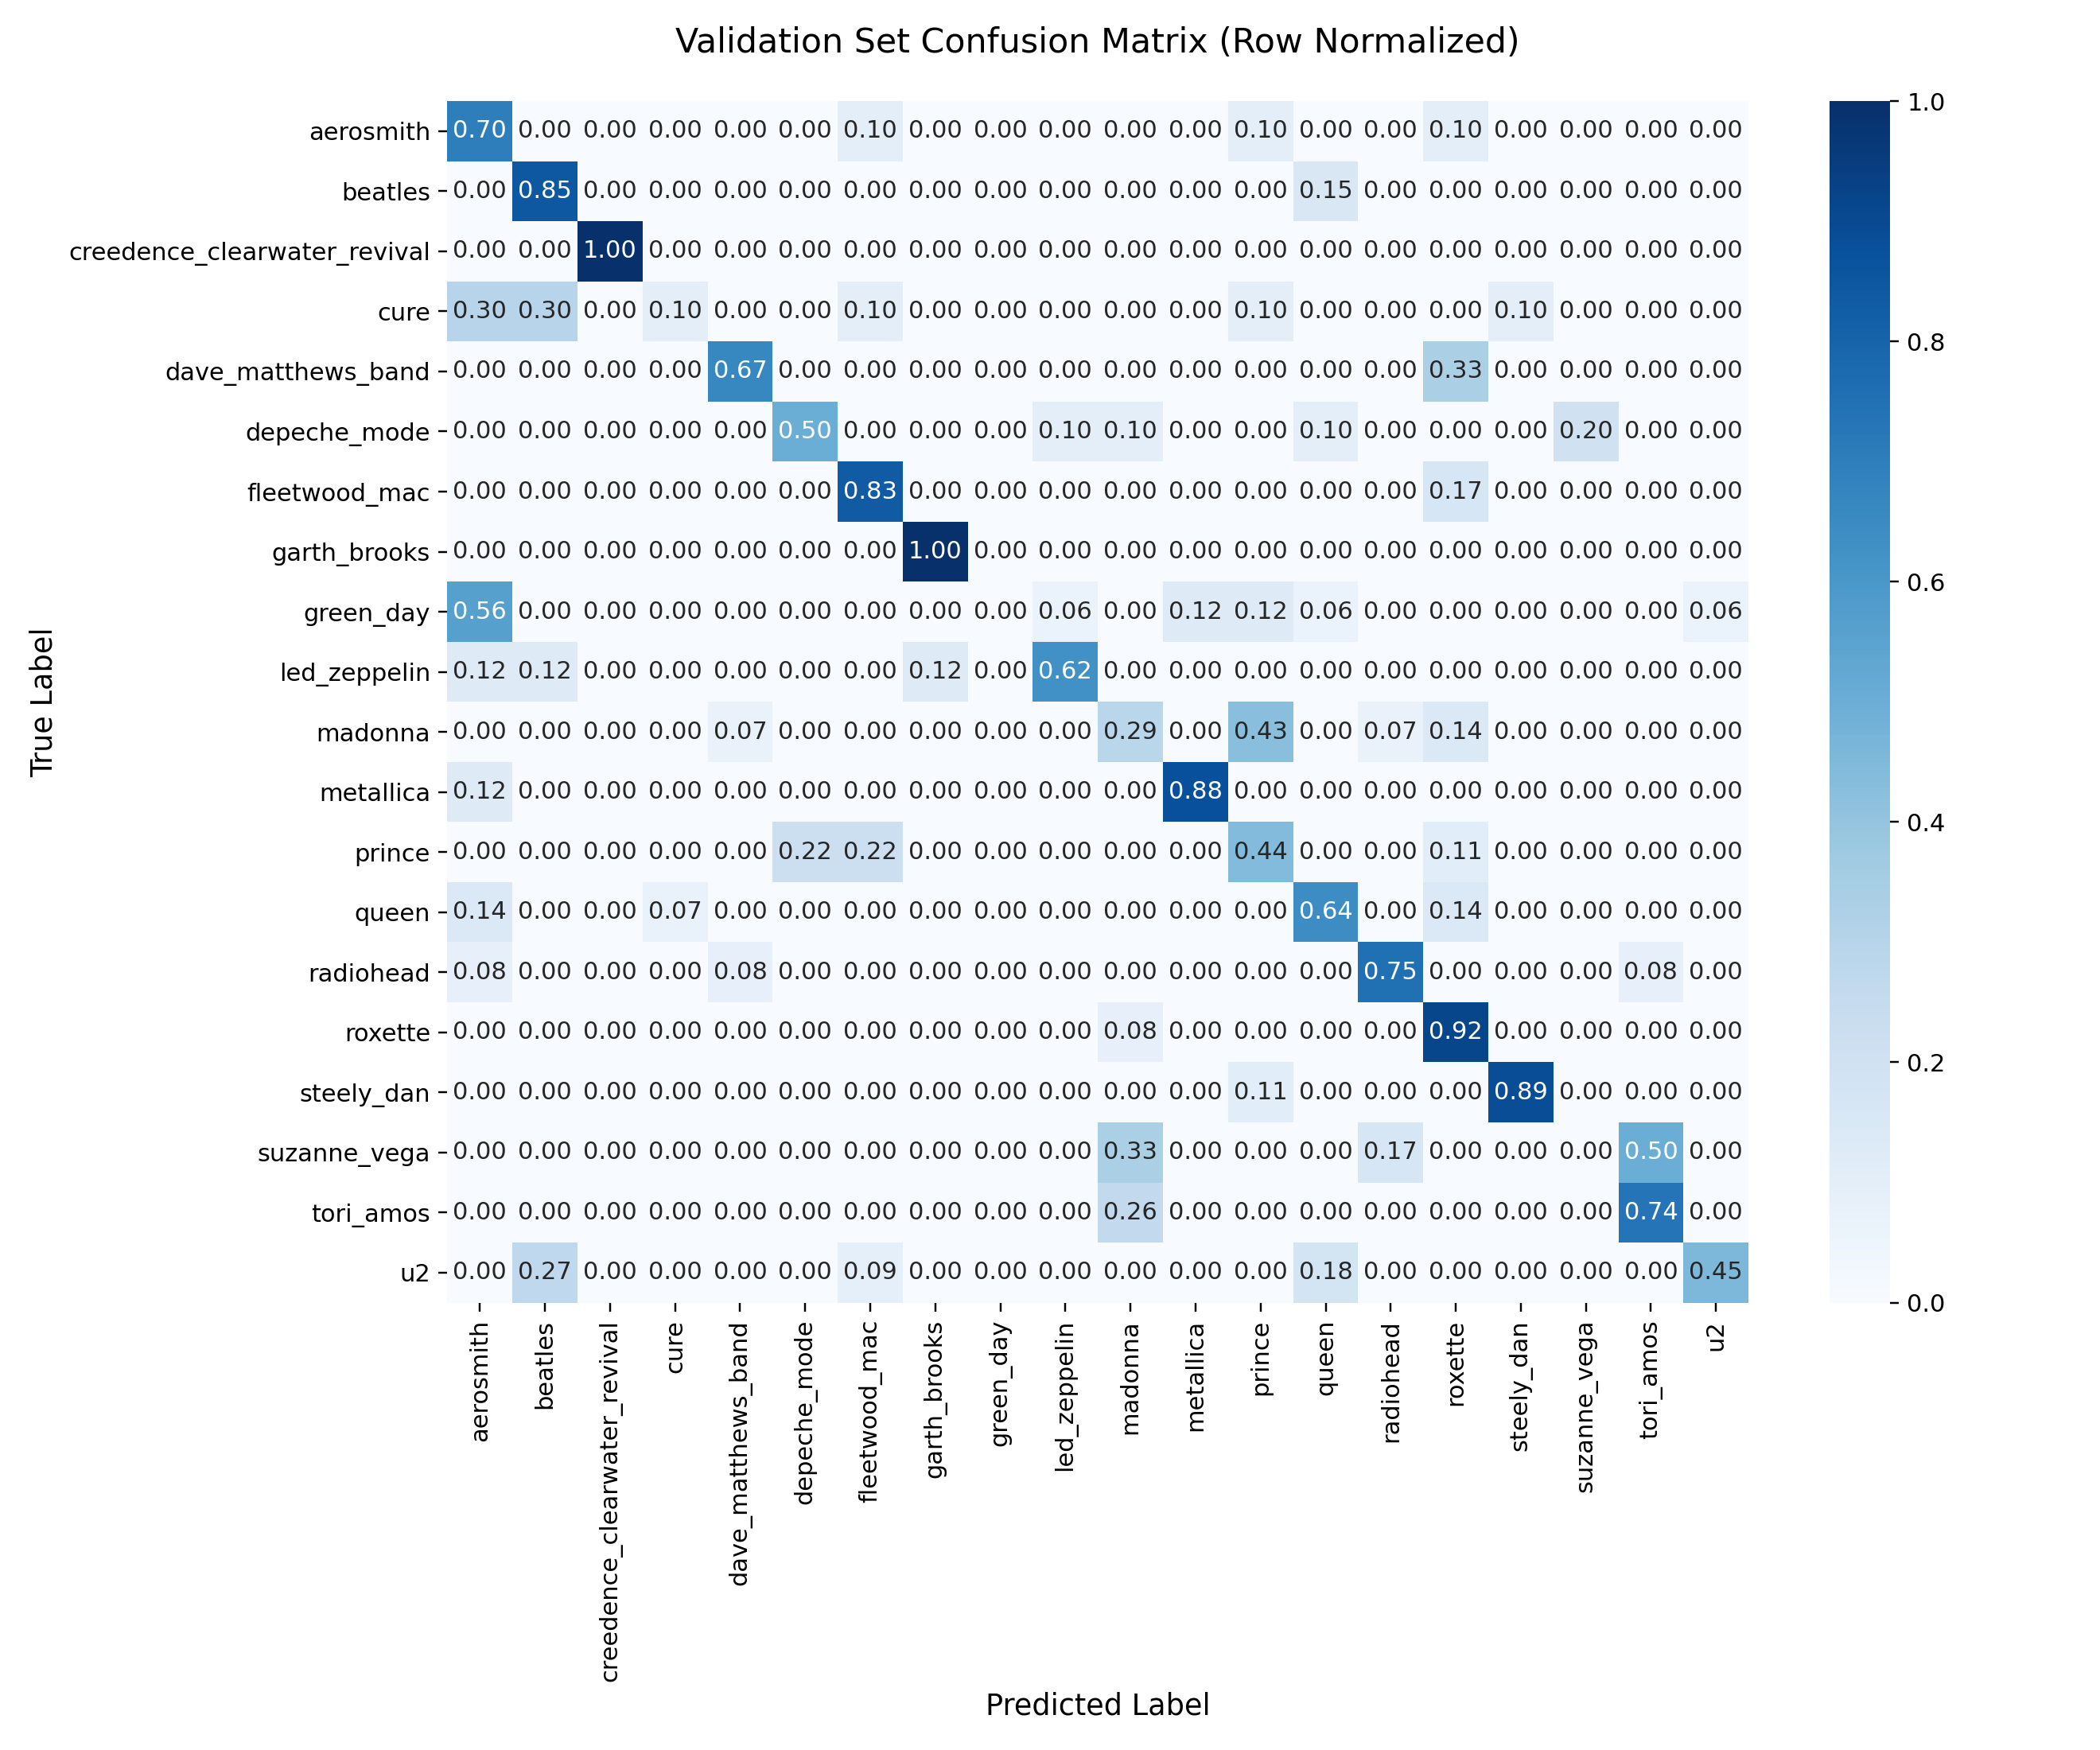 Validation Set Confusion Matrix (Row Normalized)
aerosmith 0.70 0.00 0.00 0.00 0.00 0.00 0.10 0.00 0.00 0.00 0.00 0.00 0.10 0.00 0.00 0.10 0.00 0.00 0.00 0.00
beatles 0.00 0.85 0.00 0.00 0.00 0.00 0.00 0.00 0.00 0.00 0.00 0.00 0.00 0.15 0.00 0.00 0.00 0.00 0.00 0.00
creedence_clearwater_revival 0.00 0.00 1.00 0.00 0.00 0.00 0.00 0.00 0.00 0.00 0.00 0.00 0.00 0.00 0.00 0.00 0.00 0.00 0.00 0.00
cure 0.30 0.30 0.00 0.10 0.00 0.00 0.10 0.00 0.00 0.00 0.00 0.00 0.10 0.00 0.00 0.00 0.10 0.00 0.00 0.00
dave_matthews_band 0.00 0.00 0.00 0.00 0.67 0.00 0.00 0.00 0.00 0.00 0.00 0.00 0.00 0.00 0.00 0.33 0.00 0.00 0.00 0.00
depeche_mode 0.00 0.00 0.00 0.00 0.00 0.50 0.00 0.00 0.00 0.10 0.10 0.00 0.00 0.10 0.00 0.00 0.00 0.20 0.00 0.00
fleetwood_mac 0.00 0.00 0.00 0.00 0.00 0.00 0.83 0.00 0.00 0.00 0.00 0.00 0.00 0.00 0.00 0.17 0.00 0.00 0.00 0.00
garth_brooks 0.00 0.00 0.00 0.00 0.00 0.00 0.00 1.00 0.00 0.00 0.00 0.00 0.00 0.00 0.00 0.00 0.00 0.00 0.00 0.00
green_day 0.56 0.00 0.00 0.00 0.00 0.00 0.00 0.00 0.00 0.06 0.00 0.12 0.12 0.06 0.00 0.00 0.00 0.00 0.00 0.06
led_zeppelin 0.12 0.12 0.00 0.00 0.00 0.00 0.00 0.12 0.00 0.62 0.00 0.00 0.00 0.00 0.00 0.00 0.00 0.00 0.00 0.00
madonna 0.00 0.00 0.00 0.00 0.07 0.00 0.00 0.00 0.00 0.00 0.29 0.00 0.43 0.00 0.07 0.14 0.00 0.00 0.00 0.00
metallica 0.12 0.00 0.00 0.00 0.00 0.00 0.00 0.00 0.00 0.00 0.00 0.88 0.00 0.00 0.00 0.00 0.00 0.00 0.00 0.00
prince 0.00 0.00 0.00 0.00 0.00 0.22 0.22 0.00 0.00 0.00 0.00 0.00 0.44 0.00 0.00 0.11 0.00 0.00 0.00 0.00
queen 0.14 0.00 0.00 0.07 0.00 0.00 0.00 0.00 0.00 0.00 0.00 0.00 0.00 0.64 0.00 0.14 0.00 0.00 0.00 0.00
radiohead 0.08 0.00 0.00 0.00 0.08 0.00 0.00 0.00 0.00 0.00 0.00 0.00 0.00 0.00 0.75 0.00 0.00 0.00 0.08 0.00
roxette 0.00 0.00 0.00 0.00 0.00 0.00 0.00 0.00 0.00 0.00 0.08 0.00 0.00 0.00 0.00 0.92 0.00 0.00 0.00 0.00
steely_dan 0.00 0.00 0.00 0.00 0.00 0.00 0.00 0.00 0.00 0.00 0.00 0.00 0.11 0.00 0.00 0.00 0.89 0.00 0.00 0.00
suzanne_vega 0.00 0.00 0.00 0.00 0.00 0.00 0.00 0.00 0.00 0.00 0.33 0.00 0.00 0.00 0.17 0.00 0.00 0.00 0.50 0.00
tori_amos 0.00 0.00 0.00 0.00 0.00 0.00 0.00 0.00 0.00 0.00 0.26 0.00 0.00 0.00 0.00 0.00 0.00 0.00 0.74 0.00
u2 0.00 0.27 0.00 0.00 0.00 0.00 0.09 0.00 0.00 0.00 0.00 0.00 0.00 0.18 0.00 0.00 0.00 0.00 0.00 0.45
True Label
aerosmith
beatles
creedence_clearwater_revival
cure
dave_matthews_band
depeche_mode
fleetwood_mac
garth_brooks
green_day
led_zeppelin
madonna
metallica
prince
queen
radiohead
roxette
steely_dan
suzanne_vega
tori_amos
u2
Predicted Label
1.0
0.8
0.6
0.4
0.2
0.0